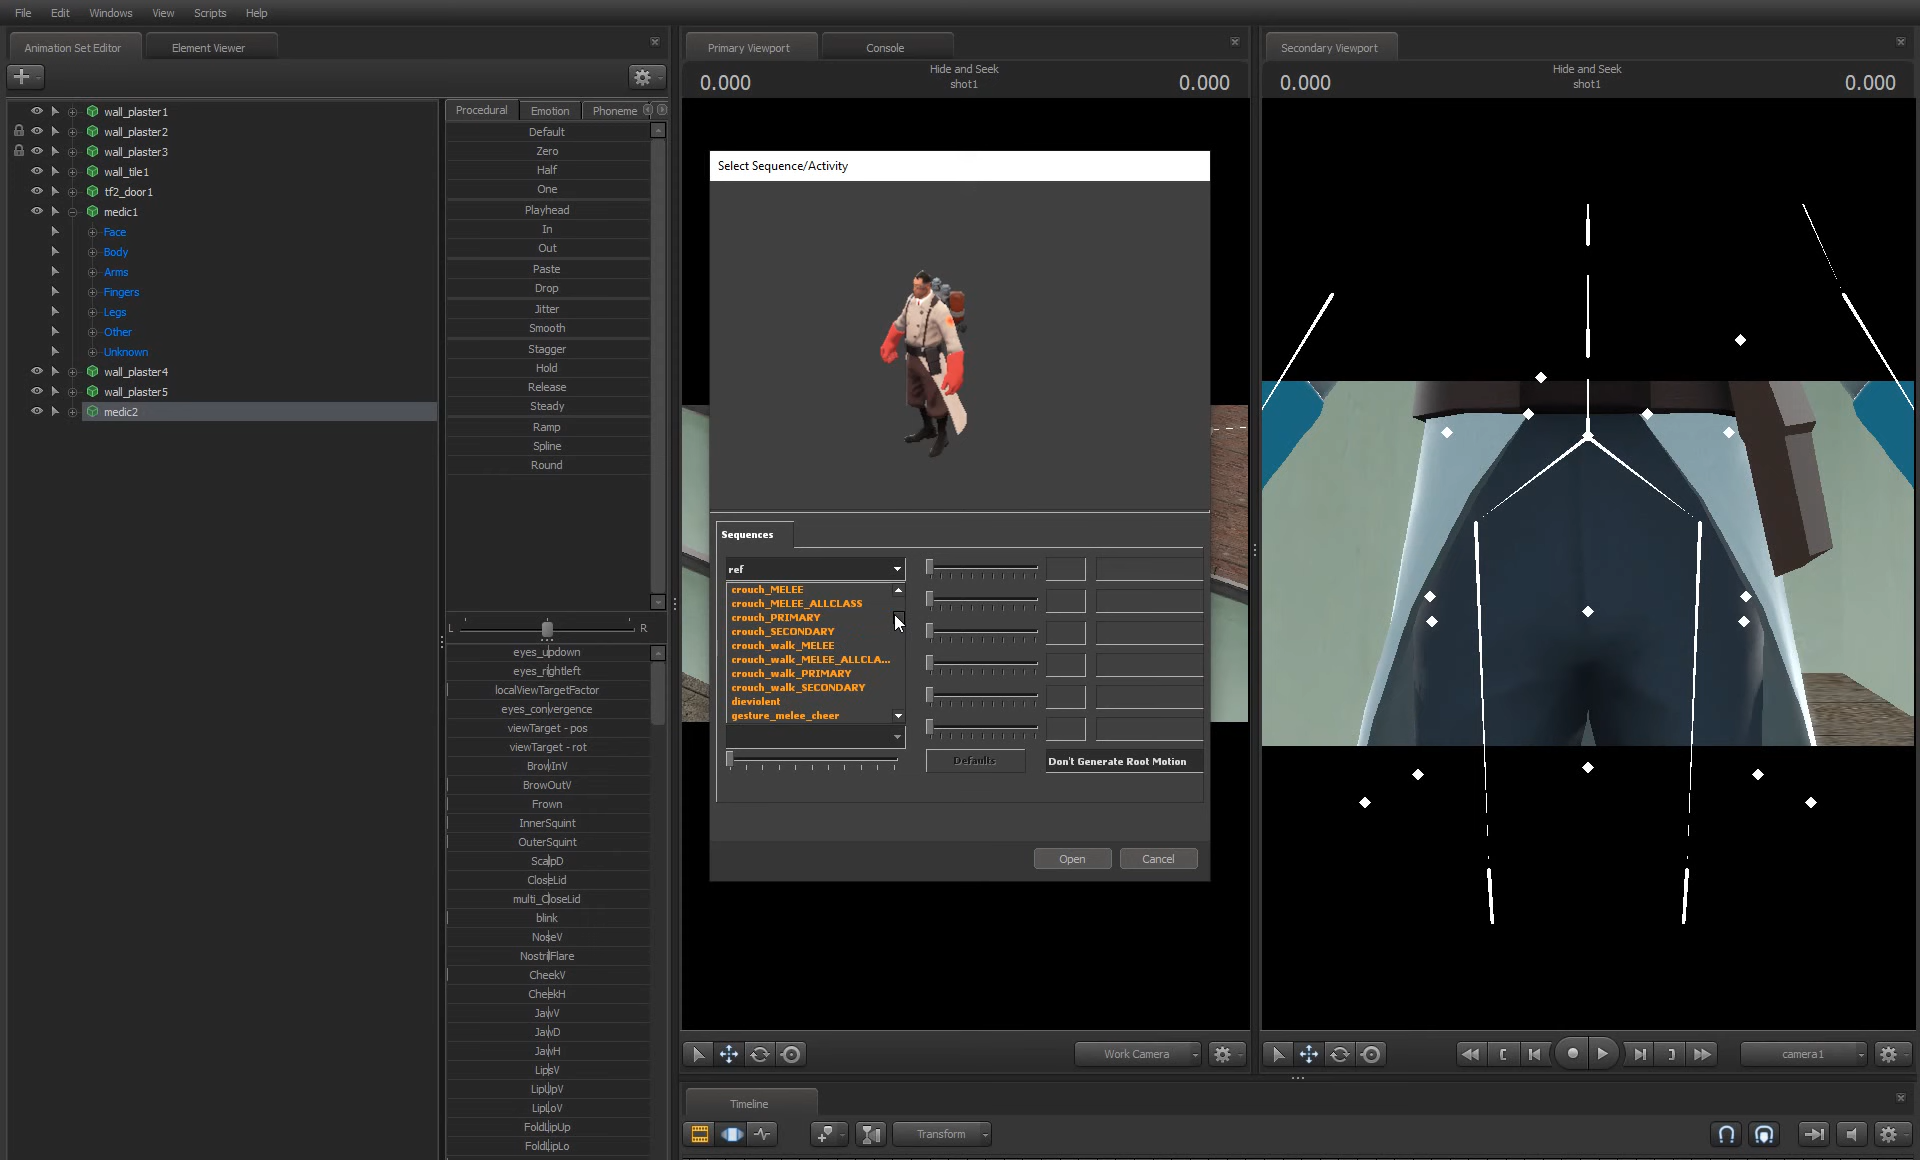 File Edit Windows View Scripts Help
Animation Set Editor Element Viewer
wall_plaster1
wall_plaster2
wall_plaster3
wall_tile1
tf2_door1
medic1
Face
Body
Arms
Fingers
Legs
Other
Unknown
wall_plaster4
wall_plaster5
medic2
Procedural Emotion Phoneme
Default
Zero
Half
One
Playhead
In
Out
Paste
Drop
Jitter
Smooth
Stagger
Hold
Release
Steady
Ramp
Spline
Round
L R
eyes_updown
eyes_rightleft
localViewTargetFactor
eyes_convergence
viewTarget - pos
viewTarget - rot
BrowInV
BrowOutV
Frown
InnerSquint
OuterSquint
ScalpD
CloseLid
multi_CloseLid
blink
NoseV
NostrilFlare
CheekV
CheekH
JawV
JawD
JawH
LipsV
LipUpV
LipLoV
FoldLipUp
FoldLipLo
Primary Viewport Console
0.000 Hide and Seek 0.000
shot1
Select Sequence/Activity
Sequences
ref
crouch_MELEE
crouch_MELEE_ALLCLASS
crouch_PRIMARY
crouch_SECONDARY
crouch_walk_MELEE
crouch_walk_MELEE_ALLCLA...
crouch_walk_PRIMARY
crouch_walk_SECONDARY
dieviolent
gesture_melee_cheer
Defaults Don't Generate Root Motion
Open Cancel
Work Camera
Secondary Viewport
0.000 Hide and Seek 0.000
shot1
camera1
Timeline
Transform